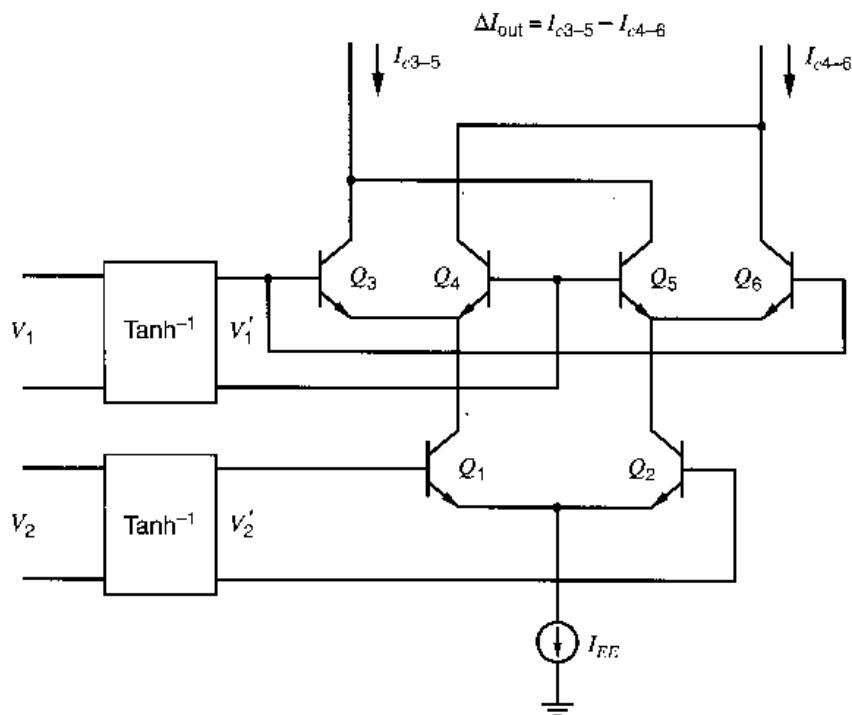 ΔI_out = I_c3–5 − I_c4–6
I_c3–5
I_c4–6
Q_3
Q_4
Q_5
Q_6
V_1
Tanh⁻¹
V_1′
Q_1
Q_2
V_2
Tanh⁻¹
V_2′
I_EE